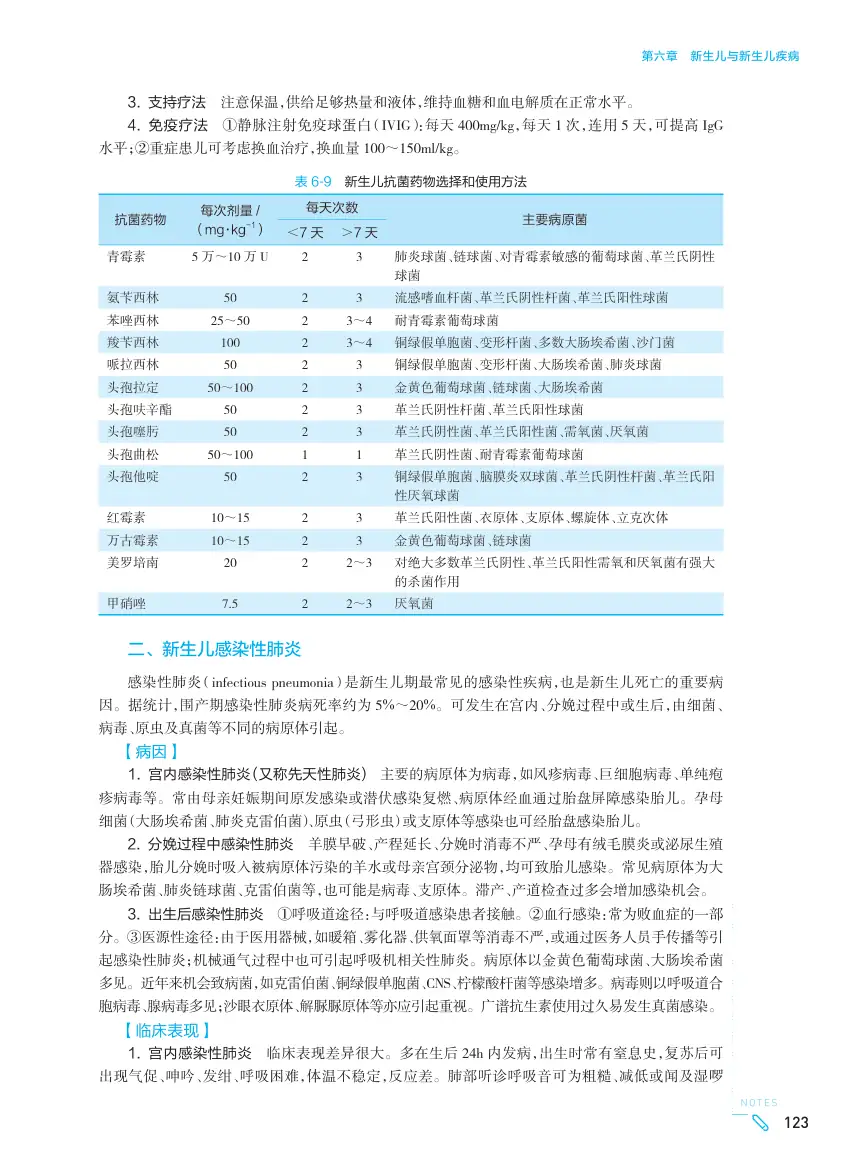 第六章 新生儿与新生儿疾病
3. 支持疗法 注意保温,供给足够热量和液体,维持血糖和血电解质在正常水平。
4. 免疫疗法 ①静脉注射免疫球蛋白(IVIG):每天 400mg/kg,每天 1 次,连用 5 天,可提高 IgG
水平;②重症患儿可考虑换血治疗,换血量 100~150ml/kg。
表 6-9 新生儿抗菌药物选择和使用方法
抗菌药物 每次剂量/(mg·kg⁻¹) 每天次数 主要病原菌
<7 天 >7 天
青霉素 5 万~10 万 U 2 3 肺炎球菌、链球菌、对青霉素敏感的葡萄球菌、革兰氏阴性
球菌
氨苄西林 50 2 3 流感嗜血杆菌、革兰氏阴性杆菌、革兰氏阳性球菌
苯唑西林 25~50 2 3~4 耐青霉素葡萄球菌
羧苄西林 100 2 3~4 铜绿假单胞菌、变形杆菌、多数大肠埃希菌、沙门菌
哌拉西林 50 2 3 铜绿假单胞菌、变形杆菌、大肠埃希菌、肺炎球菌
头孢拉定 50~100 2 3 金黄色葡萄球菌、链球菌、大肠埃希菌
头孢呋辛酯 50 2 3 革兰氏阴性杆菌、革兰氏阳性球菌
头孢噻肟 50 2 3 革兰氏阴性菌、革兰氏阳性菌、需氧菌、厌氧菌
头孢曲松 50~100 1 1 革兰氏阴性菌、耐青霉素葡萄球菌
头孢他啶 50 2 3 铜绿假单胞菌、脑膜炎双球菌、革兰氏阴性杆菌、革兰氏阳
性厌氧球菌
红霉素 10~15 2 3 革兰氏阳性菌、衣原体、支原体、螺旋体、立克次体
万古霉素 10~15 2 3 金黄色葡萄球菌、链球菌
美罗培南 20 2 2~3 对绝大多数革兰氏阴性、革兰氏阳性需氧和厌氧菌有强大
的杀菌作用
甲硝唑 7.5 2 2~3 厌氧菌
二、新生儿感染性肺炎
感染性肺炎(infectious pneumonia)是新生儿期最常见的感染性疾病,也是新生儿死亡的重要病
因。据统计,围产期感染性肺炎病死率约为 5%~20%。可发生在宫内、分娩过程中或生后,由细菌、
病毒、原虫及真菌等不同的病原体引起。
【病因】
1. 宫内感染性肺炎(又称先天性肺炎) 主要的病原体为病毒,如风疹病毒、巨细胞病毒、单纯疱
疹病毒等。常由母亲妊娠期间原发感染或潜伏感染复燃、病原体经血通过胎盘屏障感染胎儿。孕母
细菌(大肠埃希菌、肺炎克雷伯菌)、原虫(弓形虫)或支原体等感染也可经胎盘感染胎儿。
2. 分娩过程中感染性肺炎 羊膜早破、产程延长、分娩时消毒不严、孕母有绒毛膜炎或泌尿生殖
器感染,胎儿分娩时吸入被病原体污染的羊水或母亲宫颈分泌物,均可致胎儿感染。常见病原体为大
肠埃希菌、肺炎链球菌、克雷伯菌等,也可能是病毒、支原体。滞产、产道检查过多会增加感染机会。
3. 出生后感染性肺炎 ①呼吸道途径:与呼吸道感染患者接触。②血行感染:常为败血症的一部
分。③医源性途径:由于医用器械,如暖箱、雾化器、供氧面罩等消毒不严,或通过医务人员手传播等引
起感染性肺炎;机械通气过程中也可引起呼吸机相关性肺炎。病原体以金黄色葡萄球菌、大肠埃希菌
多见。近年来机会致病菌,如克雷伯菌、铜绿假单胞菌、CNS、柠檬酸杆菌等感染增多。病毒则以呼吸道合
胞病毒、腺病毒多见;沙眼衣原体、解脲脲原体等亦应引起重视。广谱抗生素使用过久易发生真菌感染。
【临床表现】
1. 宫内感染性肺炎 临床表现差异很大。多在生后 24h 内发病,出生时常有窒息史,复苏后可
出现气促、呻吟、发绀、呼吸困难,体温不稳定,反应差。肺部听诊呼吸音可为粗糙、减低或闻及湿啰
NOTES
123